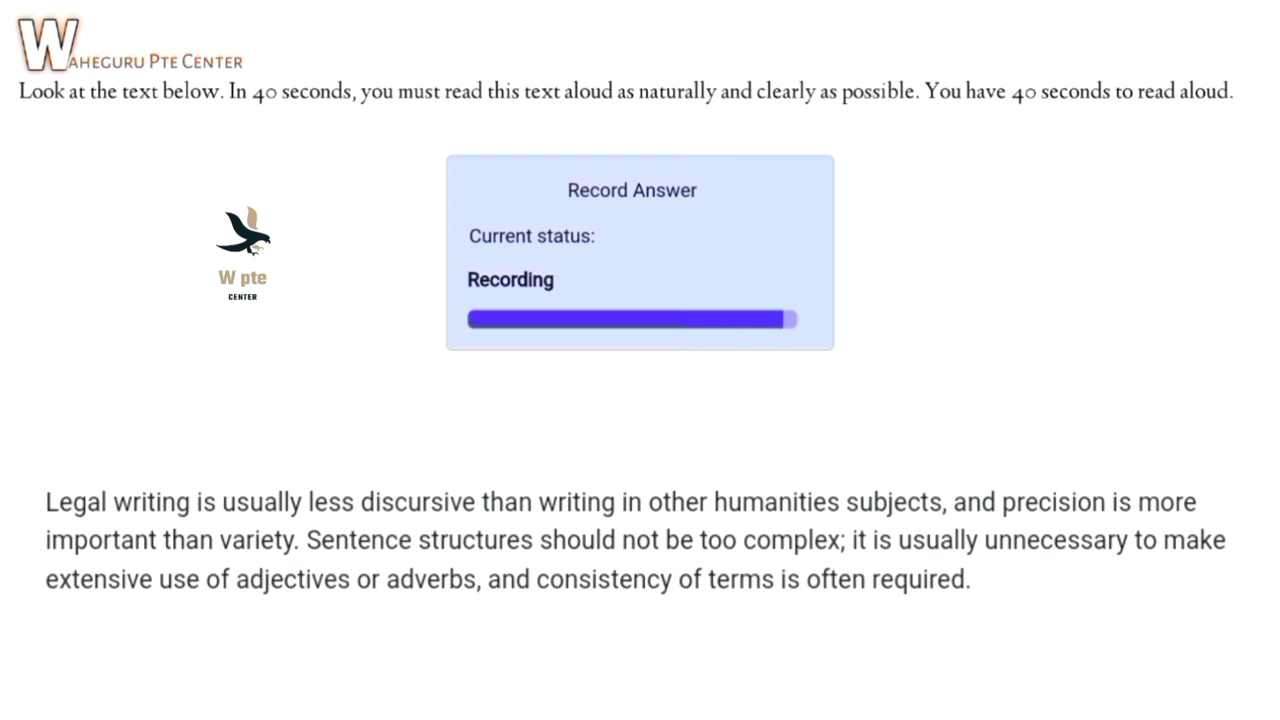 WAHEGURU PTE CENTER
Look at the text below. In 40 seconds, you must read this text aloud as naturally and clearly as possible. You have 40 seconds to read aloud.
Record Answer
Current status:
Recording
W pte
CENTER
Legal writing is usually less discursive than writing in other humanities subjects, and precision is more
important than variety. Sentence structures should not be too complex; it is usually unnecessary to make
extensive use of adjectives or adverbs, and consistency of terms is often required.